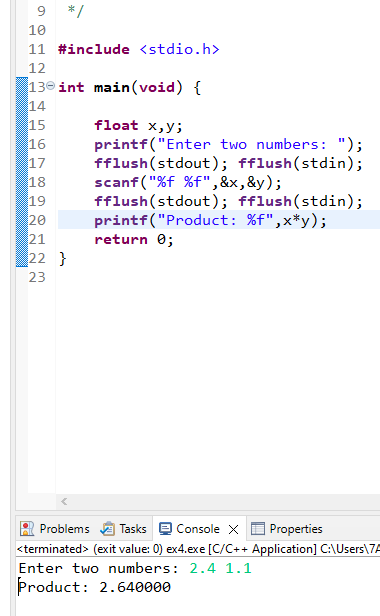 9 */
10
11 #include <stdio.h>
12
13 int main(void) {
14
15 float x,y;
16 printf("Enter two numbers: ");
17 fflush(stdout); fflush(stdin);
18 scanf("%f %f",&x,&y);
19 fflush(stdout); fflush(stdin);
20 printf("Product: %f",x*y);
21 return 0;
22 }
23
Problems Tasks Console Properties
<terminated> (exit value: 0) ex4.exe [C/C++ Application] C:\Users\7A
Enter two numbers: 2.4 1.1
Product: 2.640000